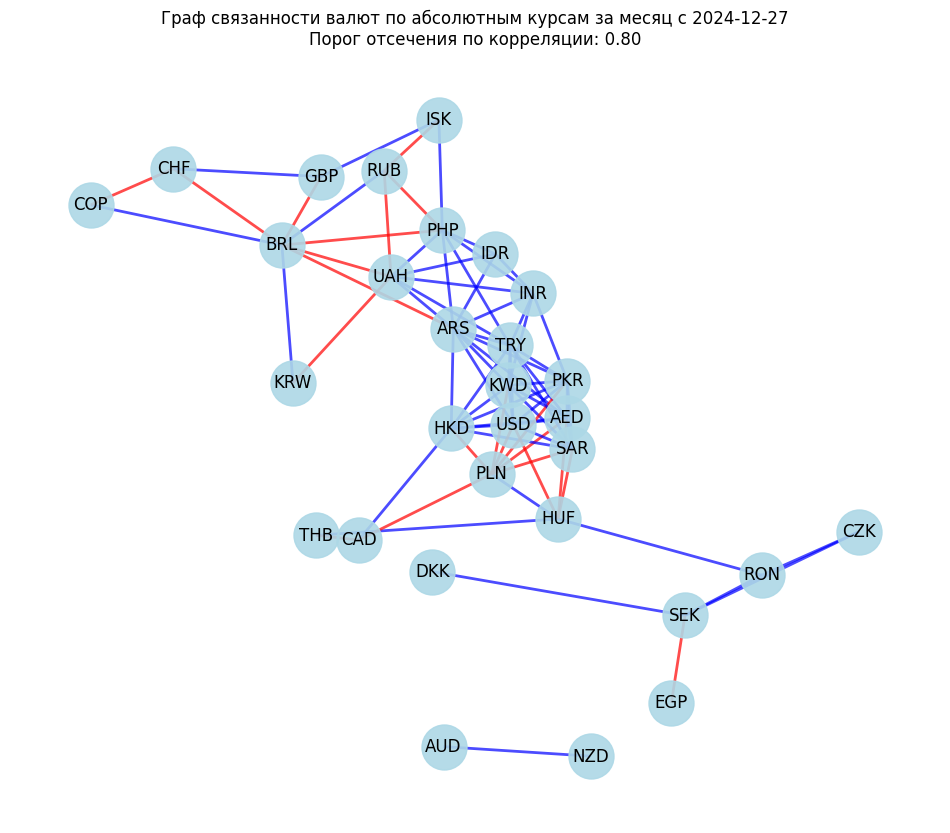 Граф связанности валют по абсолютным курсам за месяц с 2024-12-27
Порог отсечения по корреляции: 0.80
ISK
CHF
GBP
RUB
COP
PHP
BRL
IDR
UAH
INR
ARS
TRY
KRW
KWD
PKR
AED
HKD
USD
SAR
PLN
HUF
THB
CAD
CZK
DKK
RON
SEK
EGP
AUD
NZD